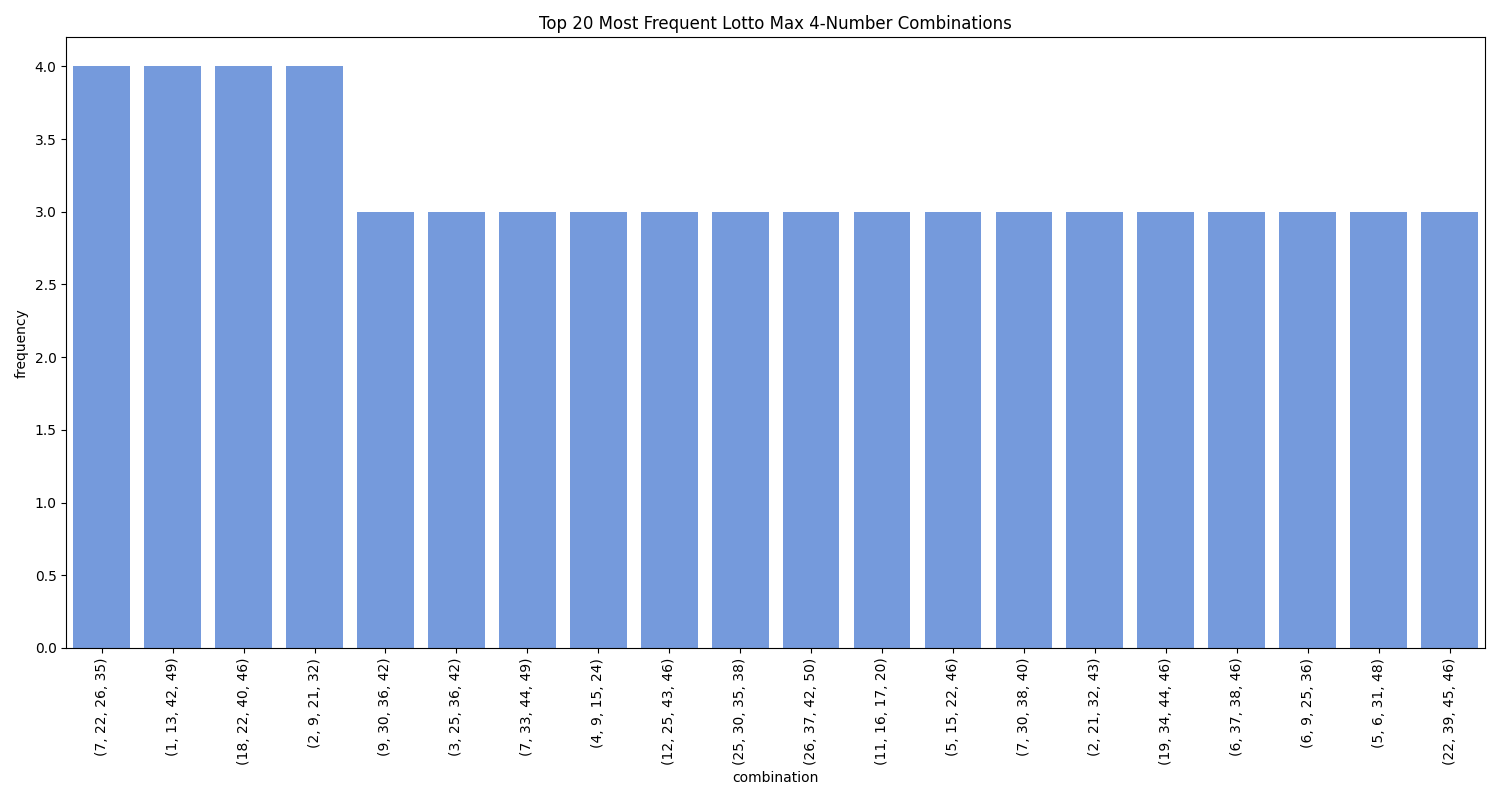 Top 20 Most Frequent Lotto Max 4-Number Combinations
4.0
3.5
3.0
2.5
2.0
1.5
1.0
0.5
0.0
frequency
(7, 22, 26, 35)
(1, 13, 42, 49)
(18, 22, 40, 46)
(2, 9, 21, 32)
(9, 30, 36, 42)
(3, 25, 36, 42)
(7, 33, 44, 49)
(4, 9, 15, 24)
(12, 25, 43, 46)
(25, 30, 35, 38)
(26, 37, 42, 50)
(11, 16, 17, 20)
(5, 15, 22, 46)
(7, 30, 38, 40)
(2, 21, 32, 43)
(19, 34, 44, 46)
(6, 37, 38, 46)
(6, 9, 25, 36)
(5, 6, 31, 48)
(22, 39, 45, 46)
combination